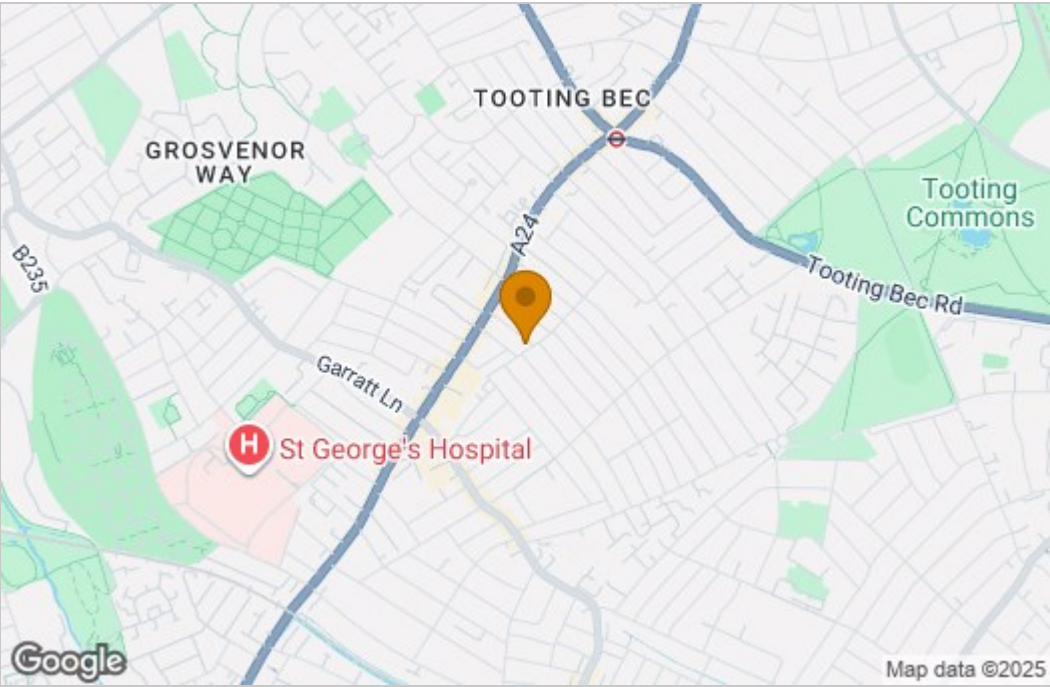 TOOTING BEC
GROSVENOR
WAY
Tooting
Commons
A24
B235
Tooting Bec Rd
Garratt Ln
H
St George's Hospital
Google
Map data ©2025